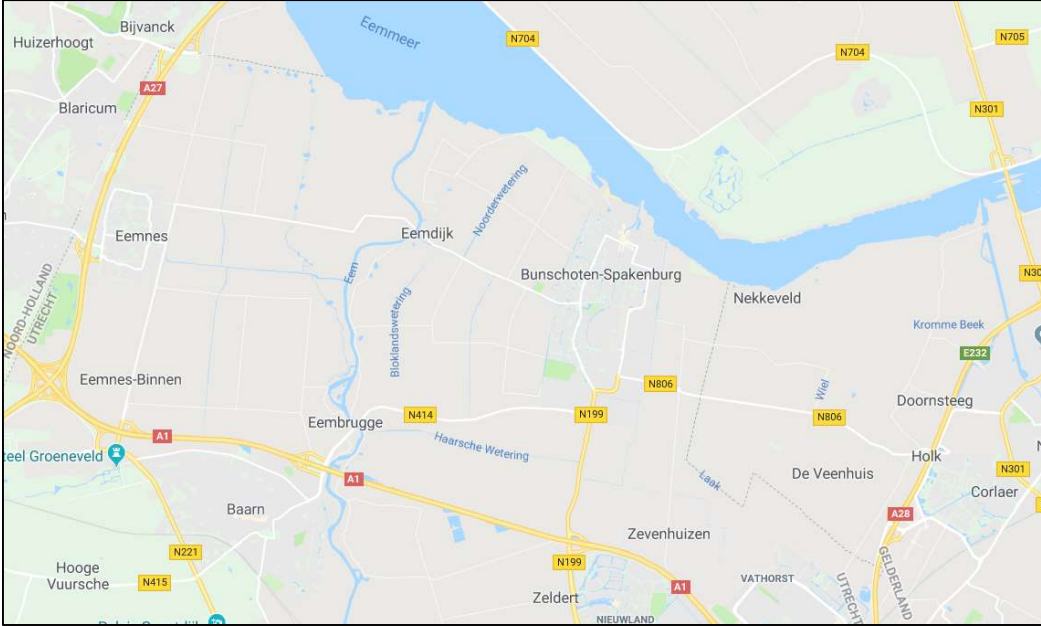 Bijvanck
Huizerhoogt
Eemmeer
N704
N704
N705
A27
Blaricum
N301
Noorderwetering
Eemnes
Eemdijk
Eem
Bunschoten-Spakenburg
Nekkeveld
NOORD-HOLLAND
UTRECHT
Bloklandswetering
Kromme Beek
E232
Eemnes-Binnen
N806
Wiel
Doornsteeg
N414
N199
N806
Eembrugge
A1
Haarsche Wetering
teel Groeneveld
Holk
A1
Laak
De Veenhuis
N301
Corlaer
Baarn
A28
Zevenhuizen
N221
N199
Hooge
Vuursche
N415
A1
VATHORST
UTRECHT
GELDERLAND
Zeldert
NIEUWLAND